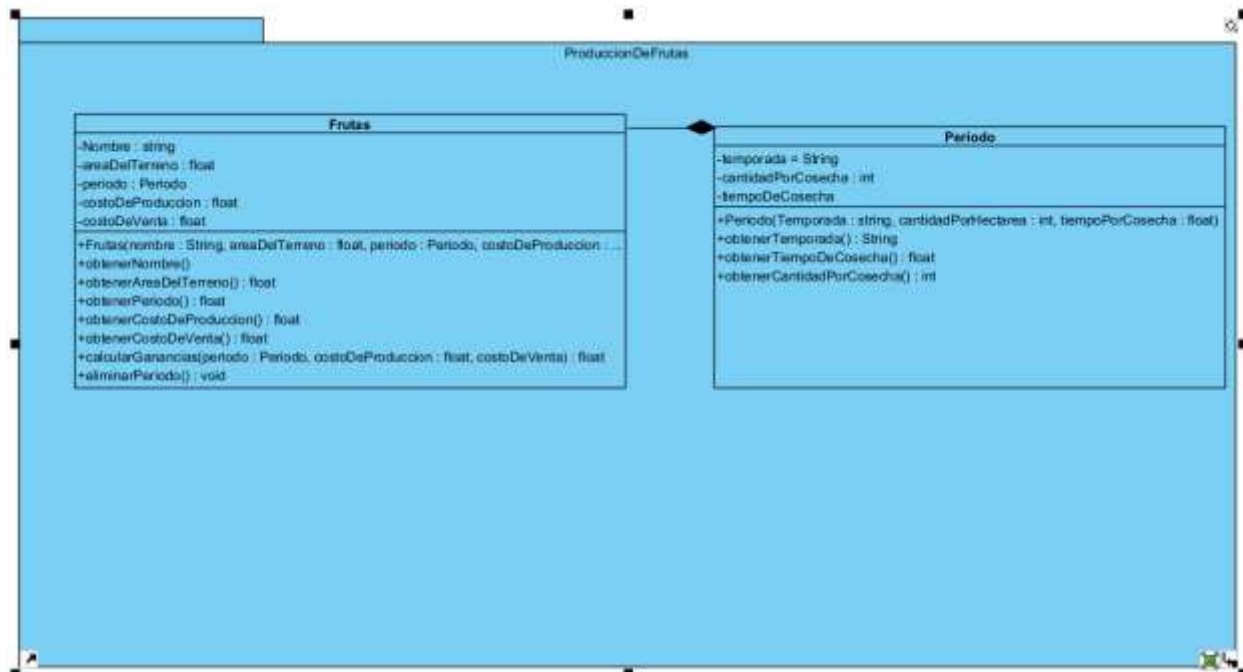 ProduccionDeFrutas
Frutas
-Nombre : string
-areaDelTerreno : float
-periodo : Periodo
-costoDeProduccion : float
-costoDeVenta : float
+Frutas(nombre : String, areaDelTerreno : float, periodo : Periodo, costoDeProduccion : ...
+obtenerNombre()
+obtenerAreaDelTerreno() : float
+obtenerPeriodo() : float
+obtenerCostoDeProduccion() : float
+obtenerCostoDeVenta() : float
+calcularGanancias(periodo : Periodo, costoDeProduccion : float, costoDeVenta) : float
+eliminarPeriodo() : void
Periodo
-temporada = String
-cantidadPorCosecha : int
-tiempoDeCosecha
+Periodo(Temporada : string, cantidadPorHectarea : int, tiempoPorCosecha : float)
+obtenerTemporada() : String
+obtenerTiempoDeCosecha() : float
+obtenerCantidadPorCosecha() : int